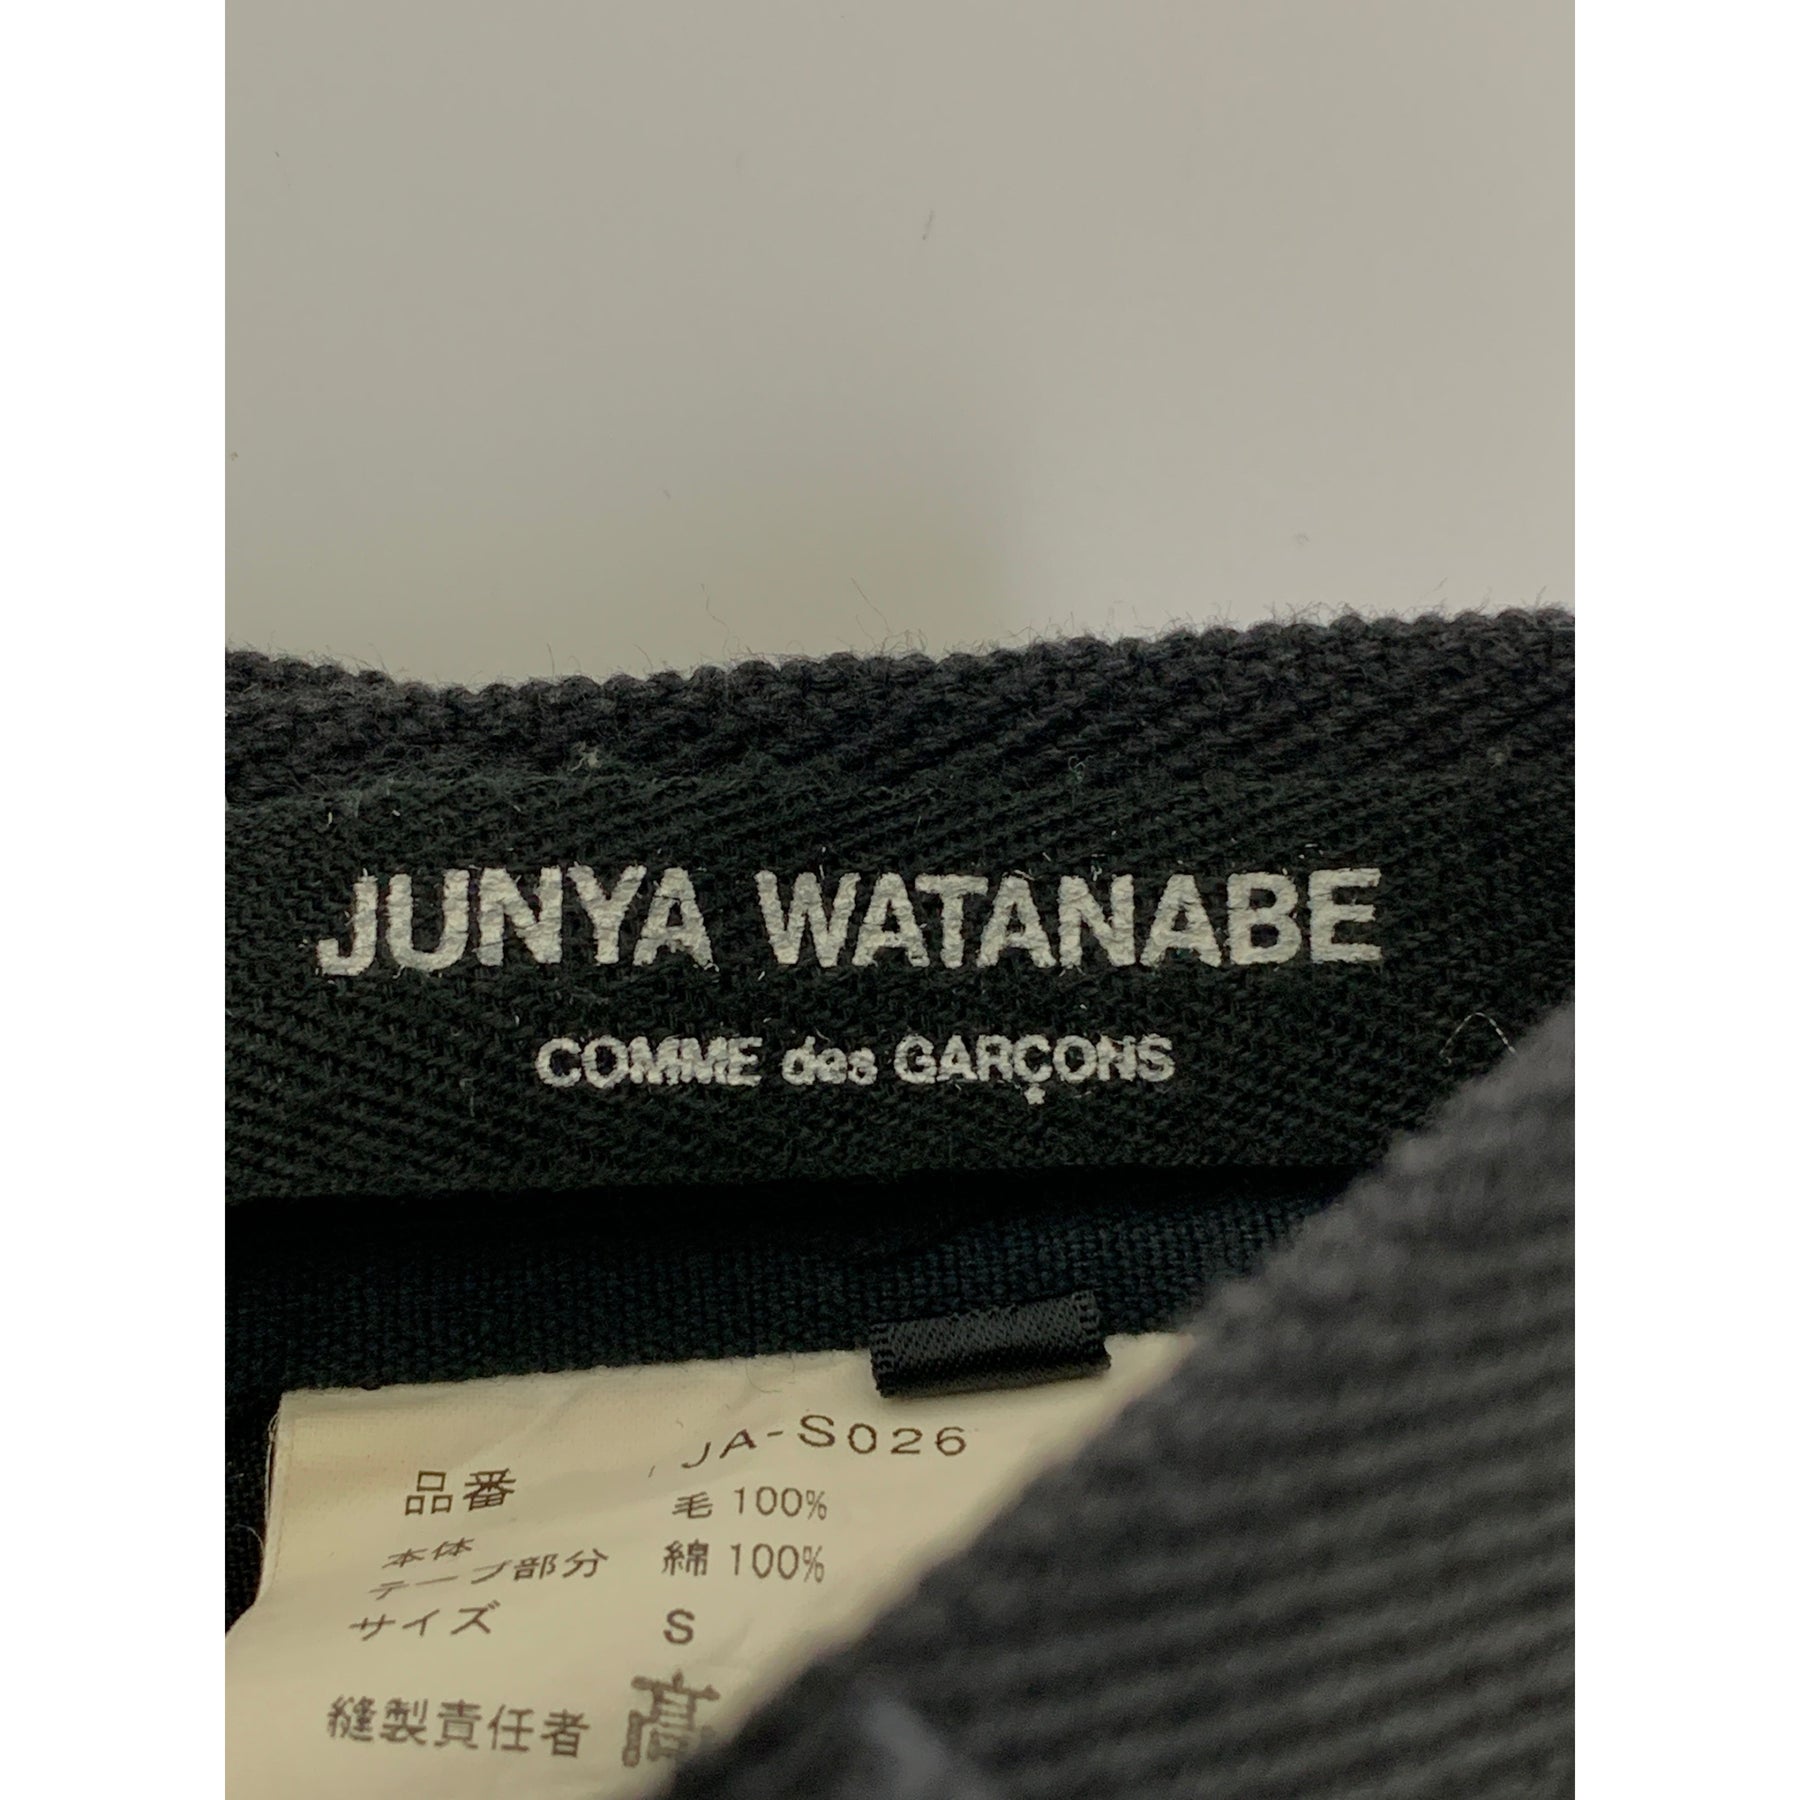 JUNYA WATANABE
COMME des GARÇONS
品番 JA-S026
本体 毛 100%
テープ部分 綿 100%
サイズ S
縫製責任者 高